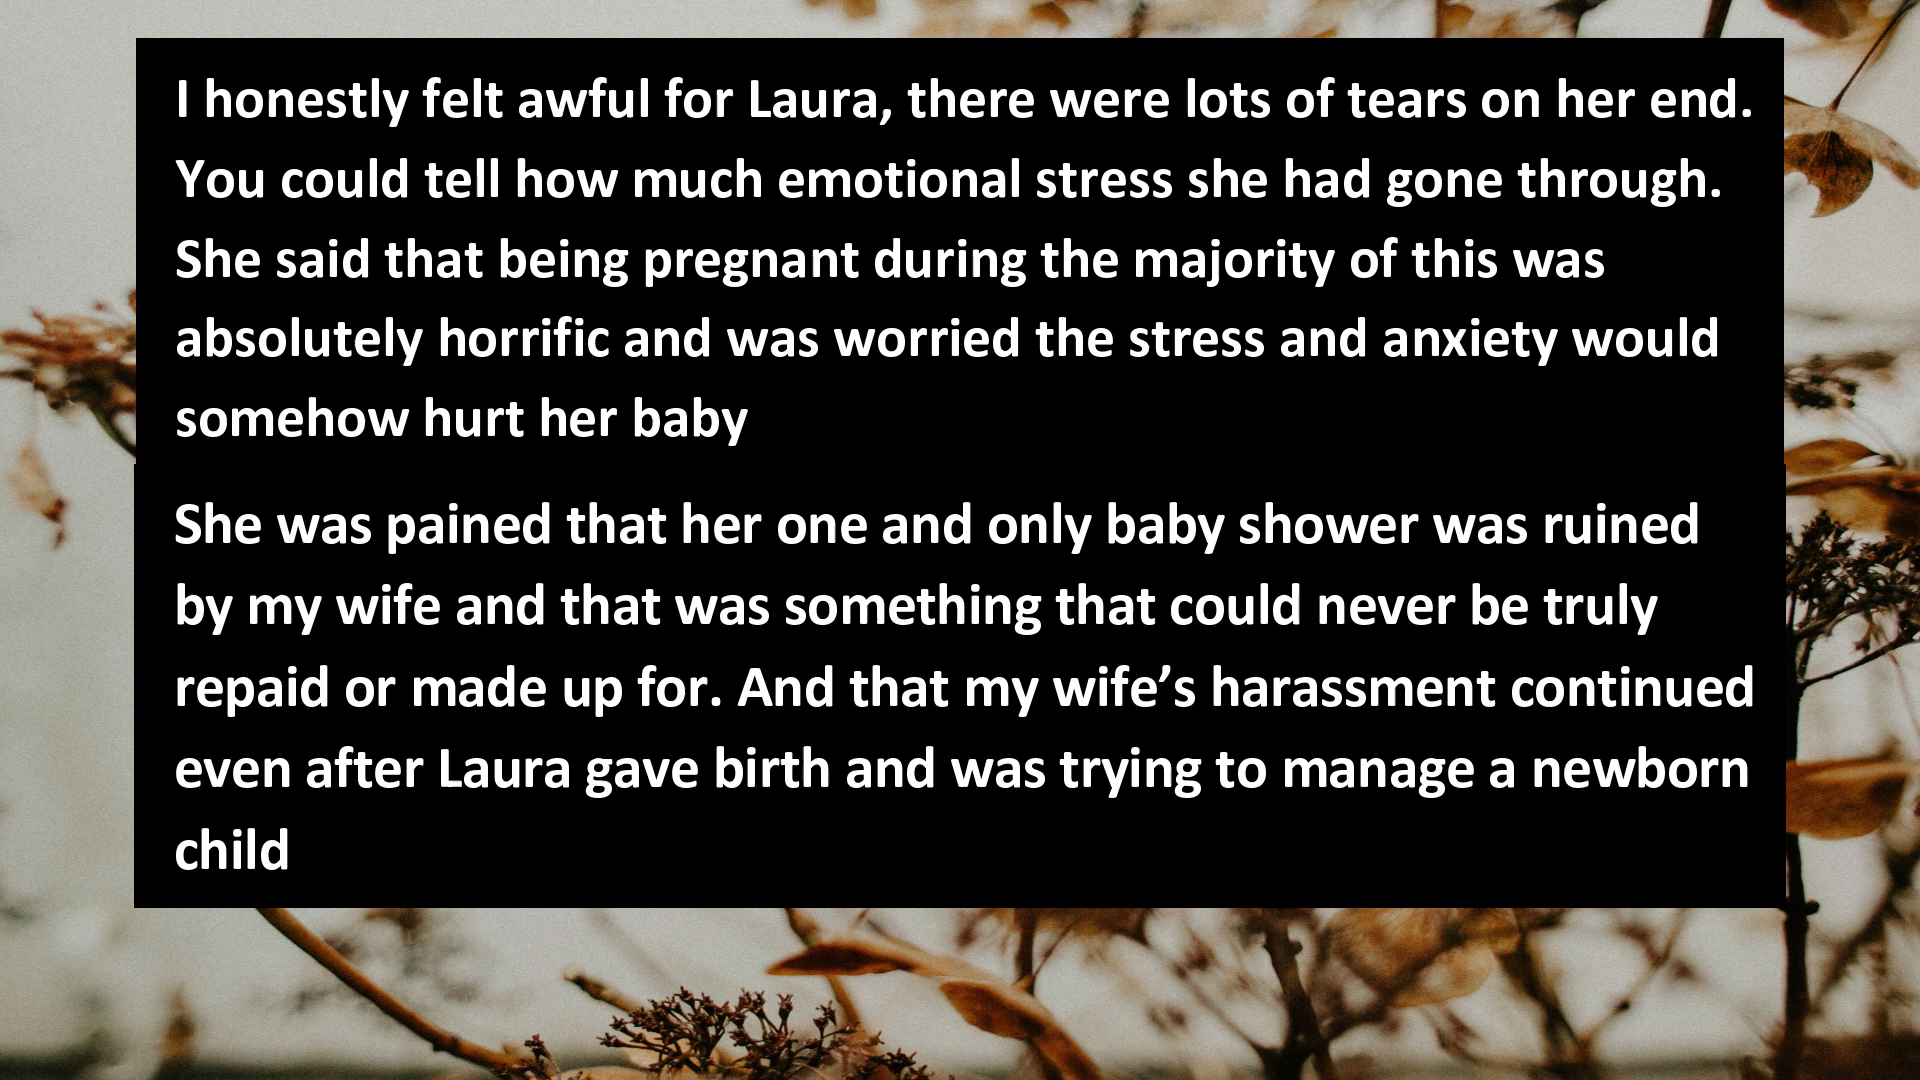 I honestly felt awful for Laura, there were lots of tears on her end.
You could tell how much emotional stress she had gone through.
She said that being pregnant during the majority of this was
absolutely horrific and was worried the stress and anxiety would
somehow hurt her baby
She was pained that her one and only baby shower was ruined
by my wife and that was something that could never be truly
repaid or made up for. And that my wife’s harassment continued
even after Laura gave birth and was trying to manage a newborn
child